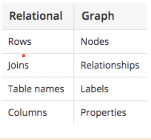 Relational Graph
Rows Nodes
Joins Relationships
Table names Labels
Columns Properties